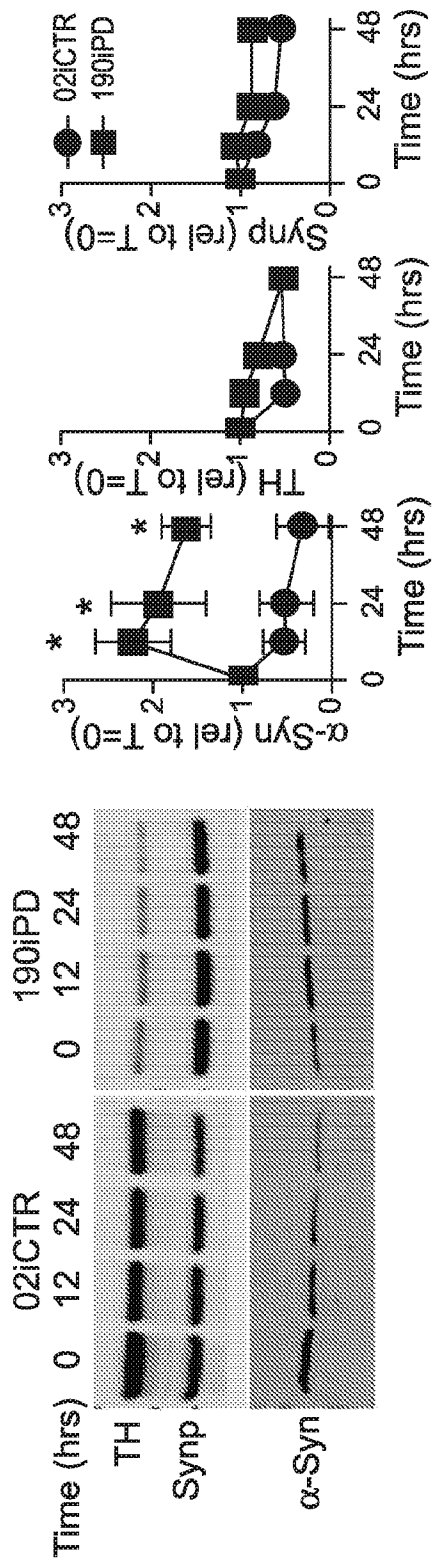 02iCTR 190iPD
Time (hrs) 0 12 24 48 0 12 24 48
TH
Synp
α-Syn
α-Syn (rel to T=0)
3
2
1
0
* * *
0 24 48
Time (hrs)
TH (rel to T=0)
3
2
1
0
0 24 48
Time (hrs)
Synp (rel to T=0)
3
2
1
0
02iCTR
190iPD
0 24 48
Time (hrs)